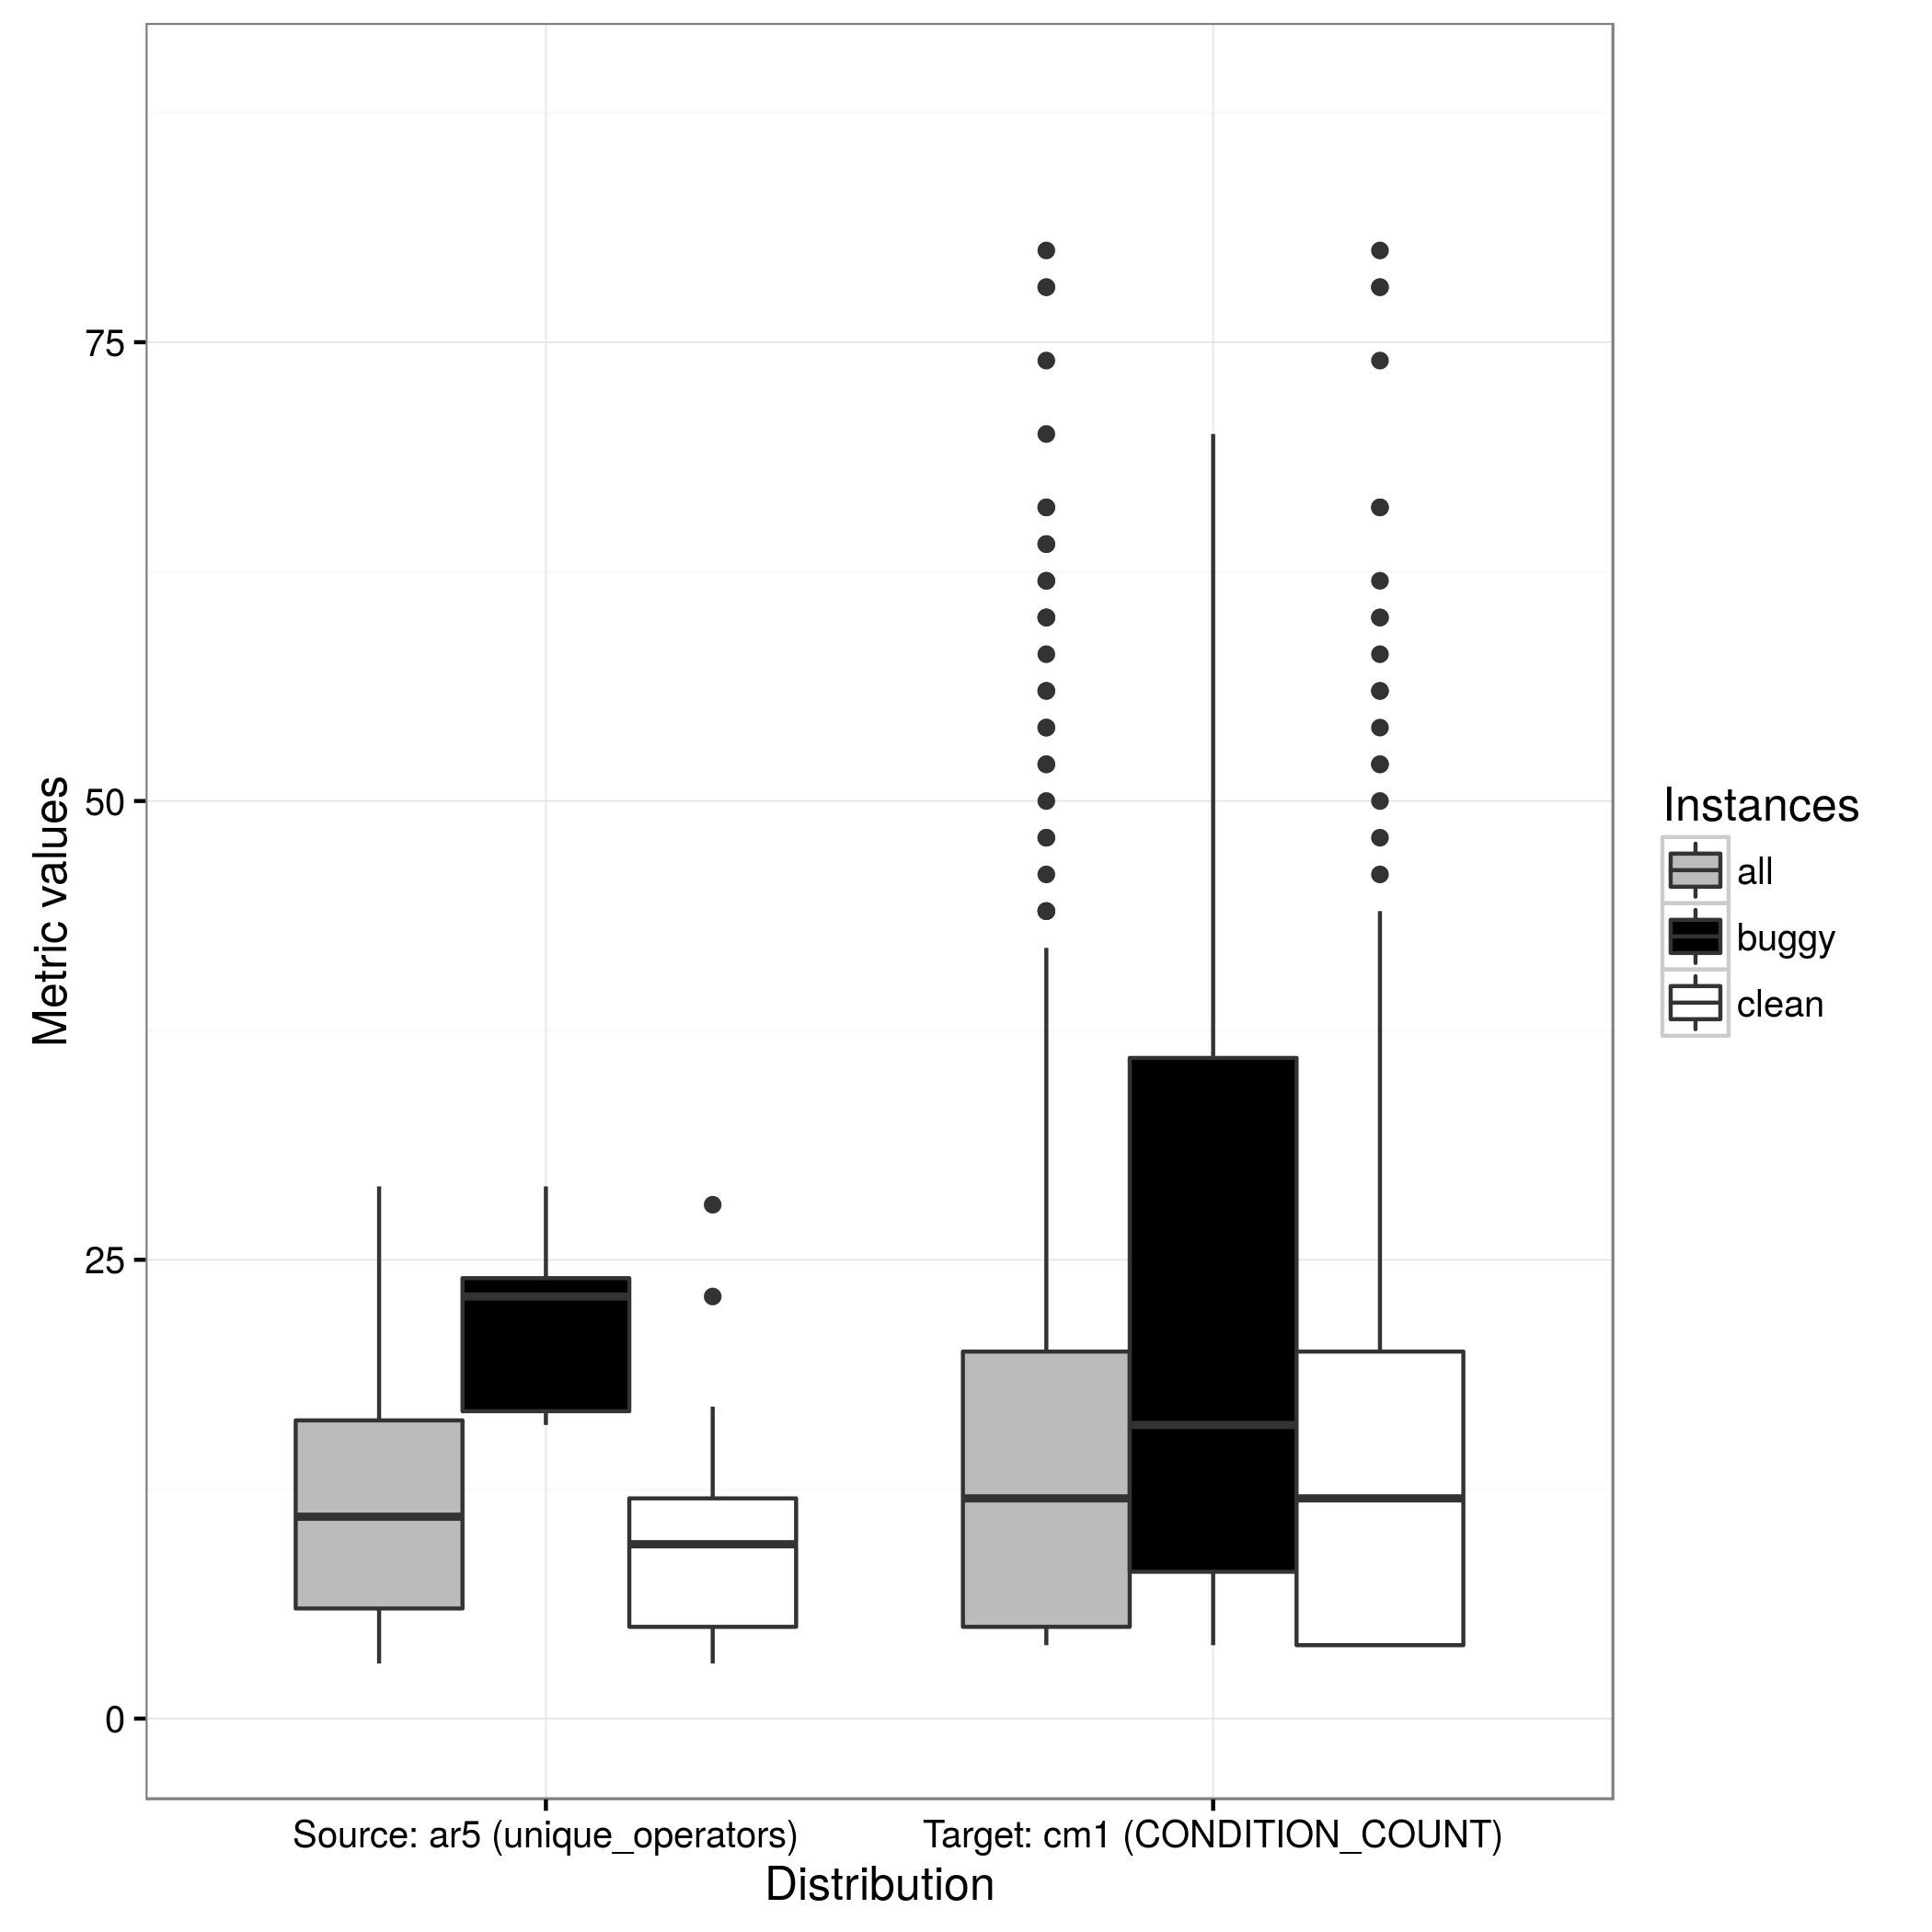 Metric values
75
50
25
0
Source: ar5 (unique_operators)
Target: cm1 (CONDITION_COUNT)
Distribution
Instances
all
buggy
clean